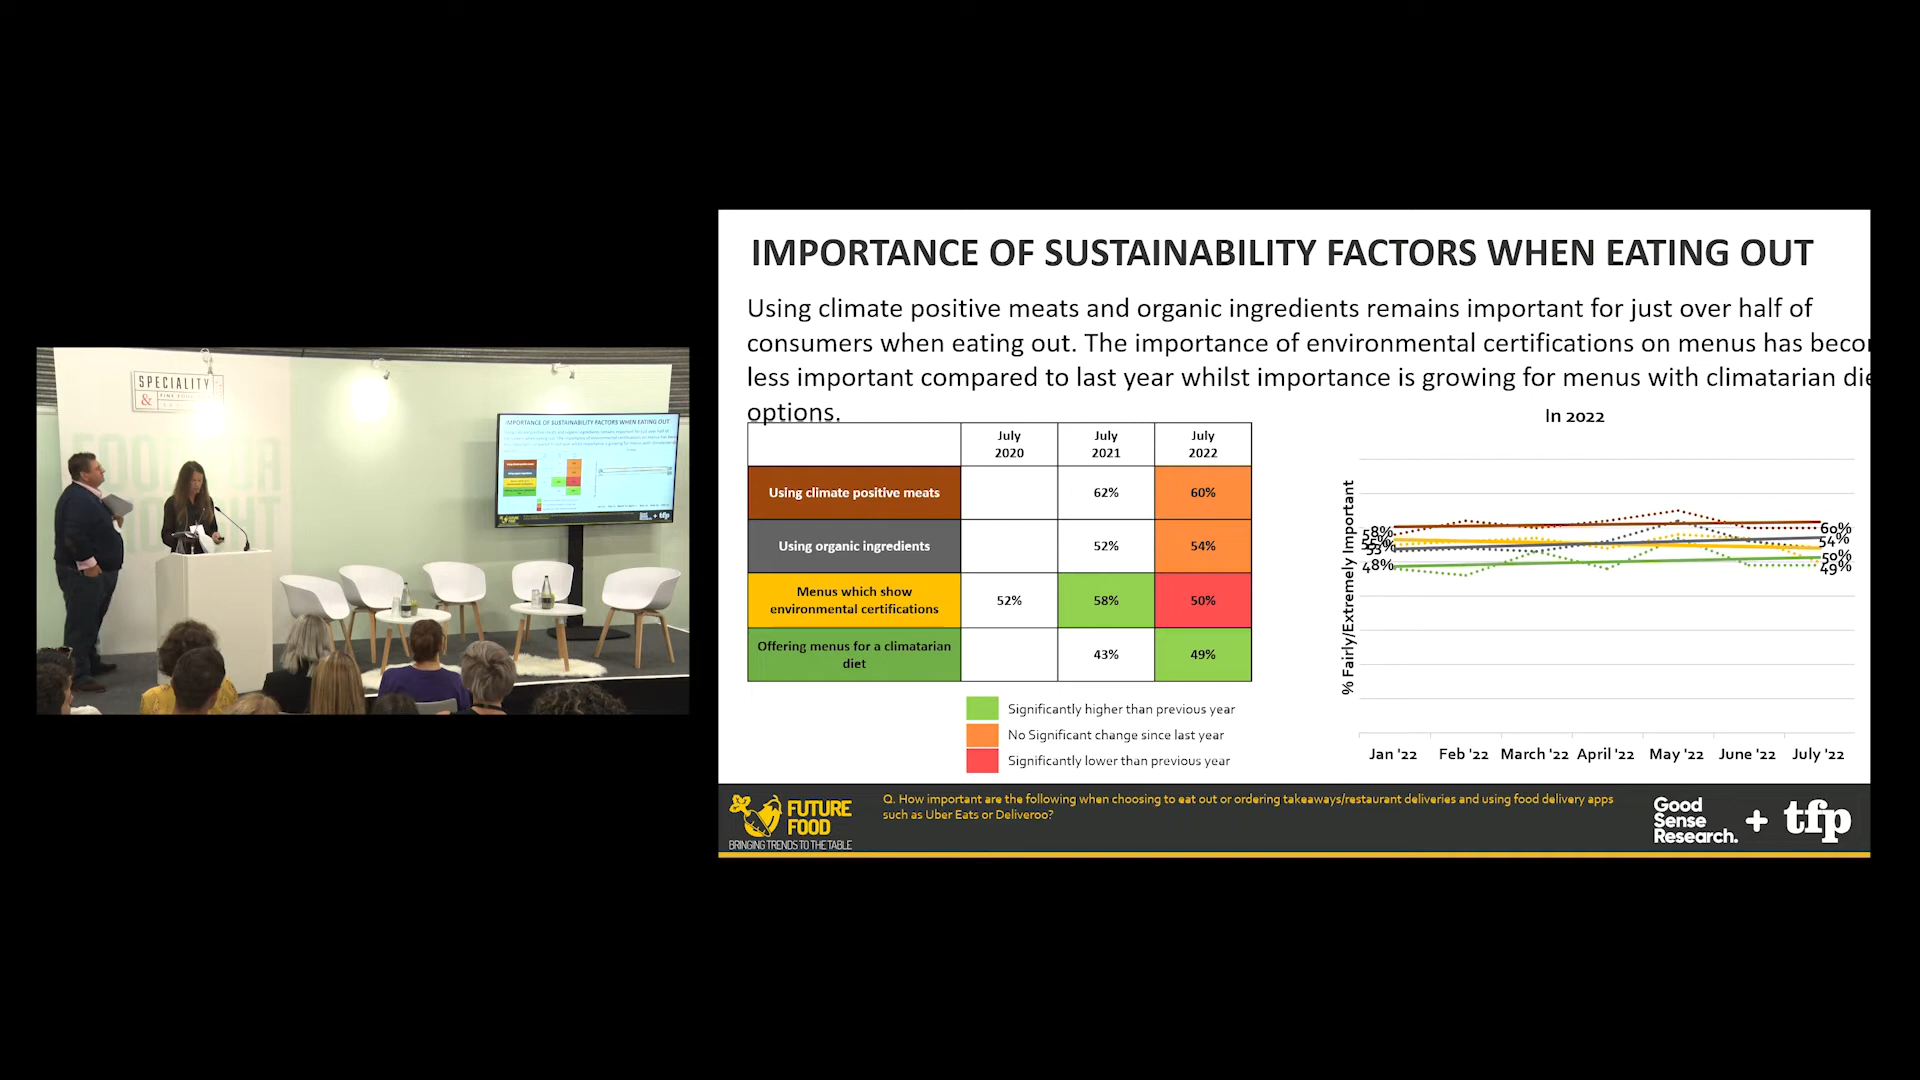 SPECIALITY
&
IMPORTANCE OF SUSTAINABILITY FACTORS WHEN EATING OUT
Using climate positive meats and organic ingredients remains important for just over half of
consumers when eating out. The importance of environmental certifications on menus has becor
less important compared to last year whilst importance is growing for menus with climatarian die
options.
July 2020
July 2021
July 2022
Using climate positive meats 62% 60%
Using organic ingredients 52% 54%
Menus which show
environmental certifications 52% 58% 50%
Offering menus for a climatarian
diet 43% 49%
Significantly higher than previous year
No Significant change since last year
Significantly lower than previous year
In 2022
% Fairly/Extremely Important
58%
53%
48%
60%
54%
50%
49%
Jan '22 Feb '22 March '22 April '22 May '22 June '22 July '22
FUTURE
FOOD
BRINGING TRENDS TO THE TABLE
Q. How important are the following when choosing to eat out or ordering takeaways/restaurant deliveries and using food delivery apps
such as Uber Eats or Deliveroo?
Good
Sense
Research.
+
tfp